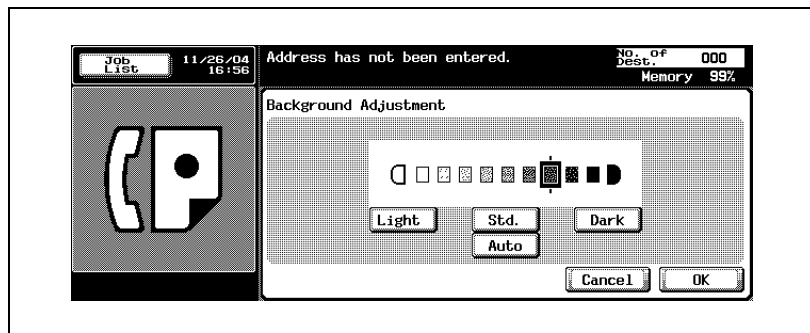 Job List
11/26/04
16:56
Address has not been entered.
No. of Dest. 000
Memory 99%
Background Adjustment
Light Std. Dark
Auto
Cancel OK